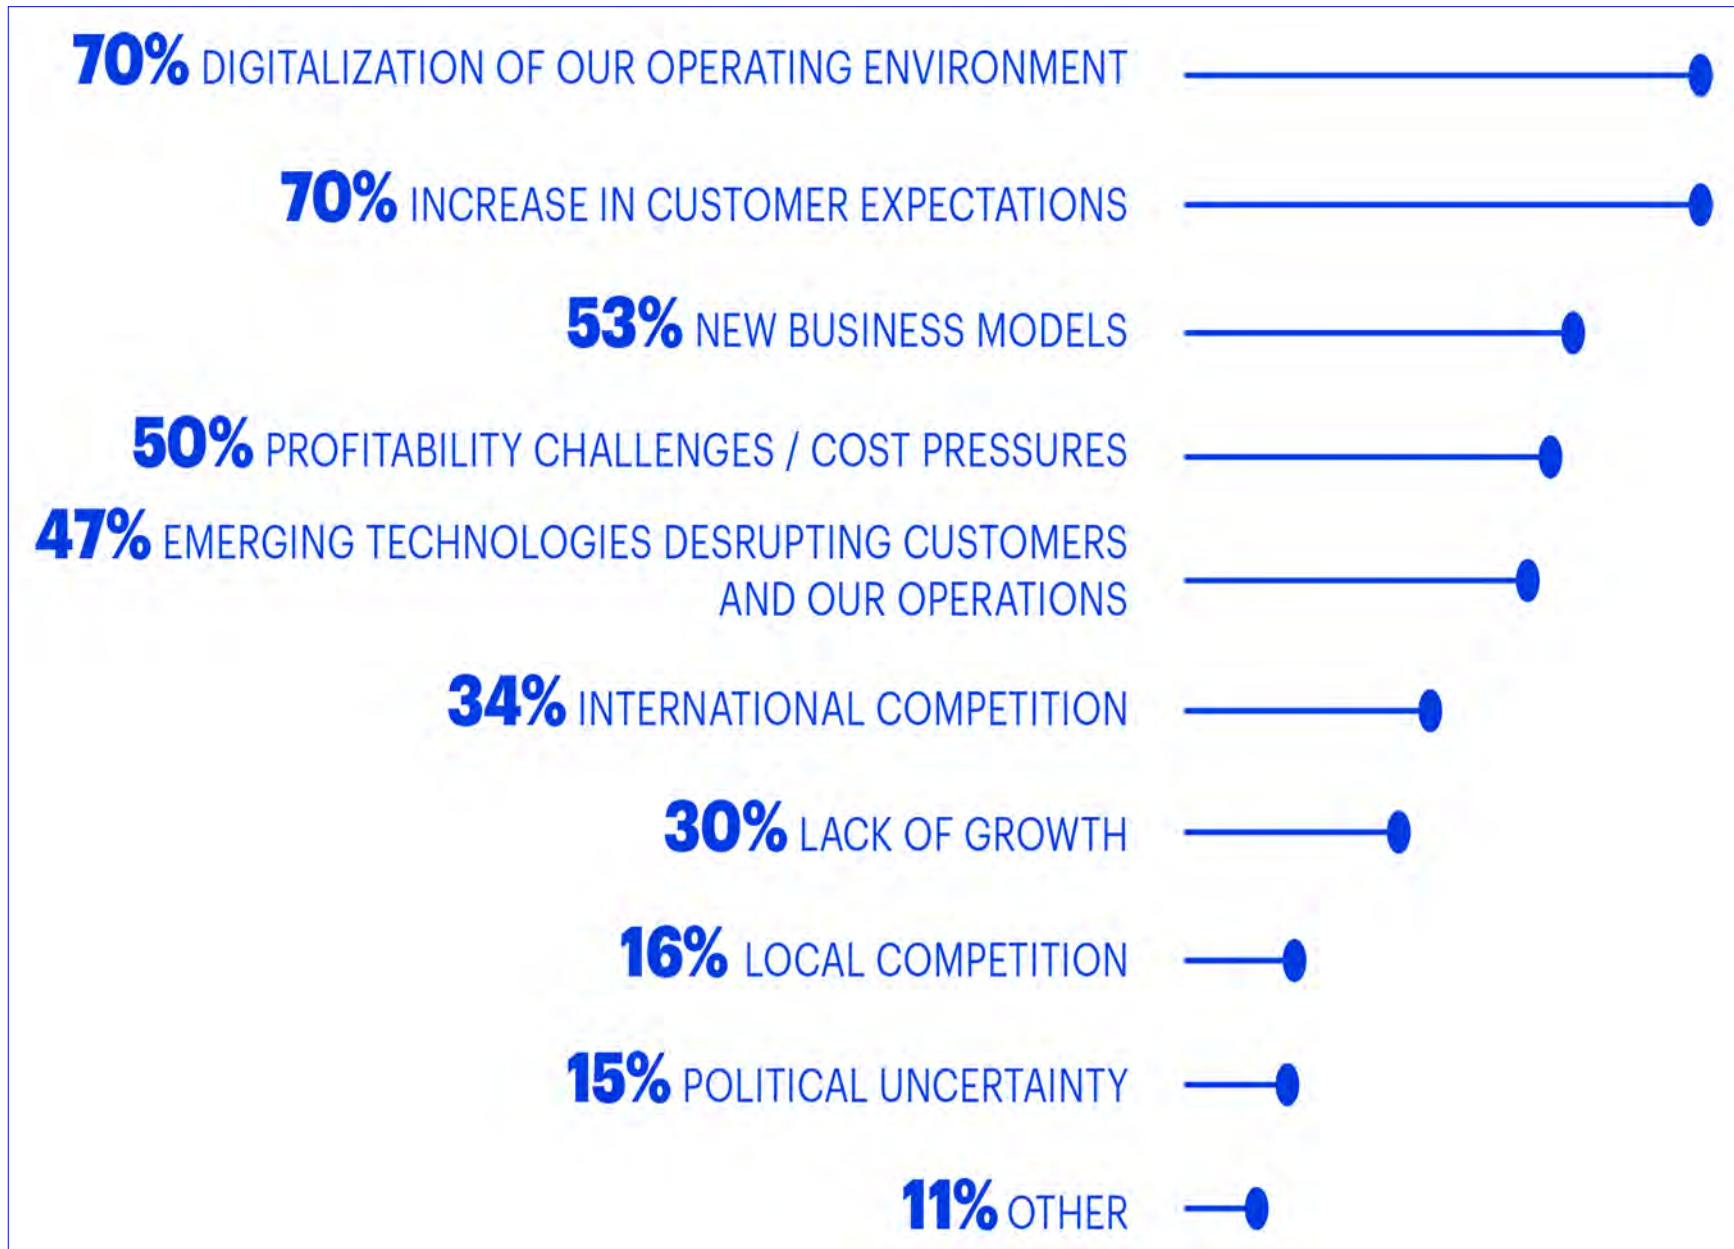 70% DIGITALIZATION OF OUR OPERATING ENVIRONMENT
70% INCREASE IN CUSTOMER EXPECTATIONS
53% NEW BUSINESS MODELS
50% PROFITABILITY CHALLENGES / COST PRESSURES
47% EMERGING TECHNOLOGIES DESRUPTING CUSTOMERS
AND OUR OPERATIONS
34% INTERNATIONAL COMPETITION
30% LACK OF GROWTH
16% LOCAL COMPETITION
15% POLITICAL UNCERTAINTY
11% OTHER